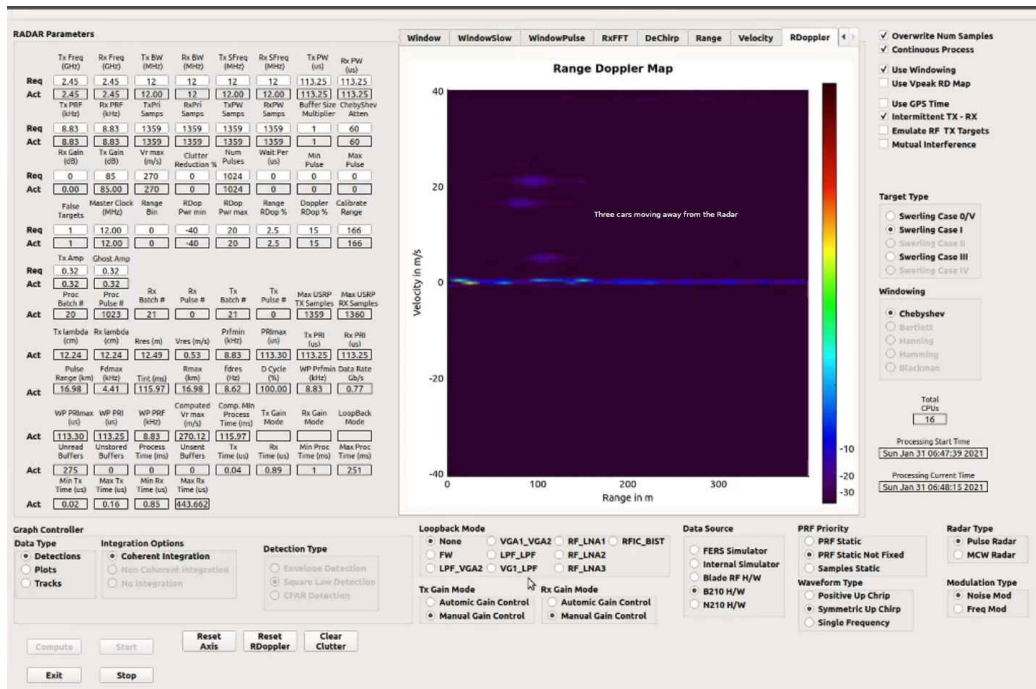 RADAR Parameters
Tx Freq (GHz) Rx Freq (GHz) Tx BW (MHz) Rx BW (MHz) Tx SFreq (MHz) Rx SFreq (MHz) Tx PW (us) Rx PW (us)
Req 2.45 2.45 12 12 12 12 113.25 113.25
Act 2.45 2.45 12.00 12 12.00 12 113.25 113.25
Tx PRF (kHz) Rx PRF (kHz) TxPri Samps RxPri Samps TxPW Samps RxPW Samps Buffer Size Multiplier ChebyShev Atten
Req 8.83 8.83 1359 1359 1359 1359 1 60
Act 8.83 8.83 1359 1359 1359 1359 1 60
Rx Gain (dB) Tx Gain (dB) Vr max (m/s) Clutter Reduction % Num Pulses Wait Per (us) Min Pulse Max Pulse
Req 0 85 270 0 1024 0 0 0
Act 0.00 85.00 270 0 1024 0 0 0
False Targets Master Clock (MHz) Range Bin RDop Pwr min RDop Pwr max Range RDop % Doppler RDop % Calibrate Range
Req 1 12.00 0 -40 20 2.5 15 166
Act 1 12.00 0 -40 20 2.5 15 166
Tx Amp Ghost Amp
Req 0.32 0.32
Act 0.32 0.32
Proc Batch # Proc Pulse # Rx Batch # Rx Pulse # Tx Batch # Tx Pulse # Max USRP TX Samples Max USRP RX Samples
Act 20 1023 21 0 21 0 1359 1360
Tx lambda (cm) Rx lambda (cm) Rres (m) Vres (m/s) Prfmin (kHz) PRImax (us) Tx PRI (us) Rx PRI (us)
Act 12.24 12.24 12.49 0.53 8.83 113.30 113.25 113.25
Pulse Range (km) Fdmax (kHz) Tint (ms) Rmax (km) fdres (Hz) D Cycle (%) WP Prfmin (kHz) Data Rate Gb/s
Act 16.98 4.41 115.97 16.98 8.62 100.00 8.83 0.77
WP PRImax (us) WP PRI (us) WP PRF (kHz) Computed Vr max (m/s) Comp. MIn Process Time (ms) Tx Gain Mode Rx Gain Mode LoopBack Mode
Act 113.30 113.25 8.83 270.12 115.97
Unread Buffers Unstored Buffers Process Time (ms) Unsent Buffers Tx Time (us) Rx Time (us) Min Proc Time (ms) Max Proc Time (ms)
Act 275 0 0 0 0.04 0.89 1 251
Min Tx Time (us) Max Tx Time (us) Min Rx Time (us) Max Rx Time (us)
Act 0.02 0.16 0.85 443.662
Window WindowSlow WindowPulse RxFFT DeChirp Range Velocity RDoppler
Range Doppler Map
40
20
0
-20
-40
Velocity in m/s
Three cars moving away from the Radar
0 100 200 300
Range in m
-10
-20
-30
Overwrite Num Samples
Continuous Process
Use Windowing
Use Vpeak RD Map
Use GPS Time
Intermittent TX - RX
Emulate RF TX Targets
Mutual Interference
Target Type
Swerling Case 0/V
Swerling Case I
Swerling Case II
Swerling Case III
Swerling Case IV
Windowing
Chebyshev
Bartlett
Hanning
Hamming
Blackman
Total
CPUs
16
Processing Start Time
Sun Jan 31 06:47:39 2021
Processing Current Time
Sun Jan 31 06:48:15 2021
Graph Controller
Data Type
Detections
Plots
Tracks
Integration Options
Coherent Integration
Non-Coherent Integration
No Integration
Detection Type
Envelope Detection
Square Law Detection
CFAR Detection
Loopback Mode
None VGA1_VGA2 RF_LNA1 RFIC_BIST
FW LPF_LPF RF_LNA2
LPF_VGA2 VG1_LPF RF_LNA3
Tx Gain Mode
Automic Gain Control
Manual Gain Control
Rx Gain Mode
Automic Gain Control
Manual Gain Control
Data Source
FERS Simulator
Internal Simulator
Blade RF H/W
B210 H/W
N210 H/W
PRF Priority
PRF Static
PRF Static Not Fixed
Samples Static
Waveform Type
Positive Up Chrip
Symmetric Up Chirp
Single Frequency
Radar Type
Pulse Radar
MCW Radar
Modulation Type
Noise Mod
Freq Mod
Compute Start Reset Axis Reset RDoppler Clear Clutter
Exit Stop